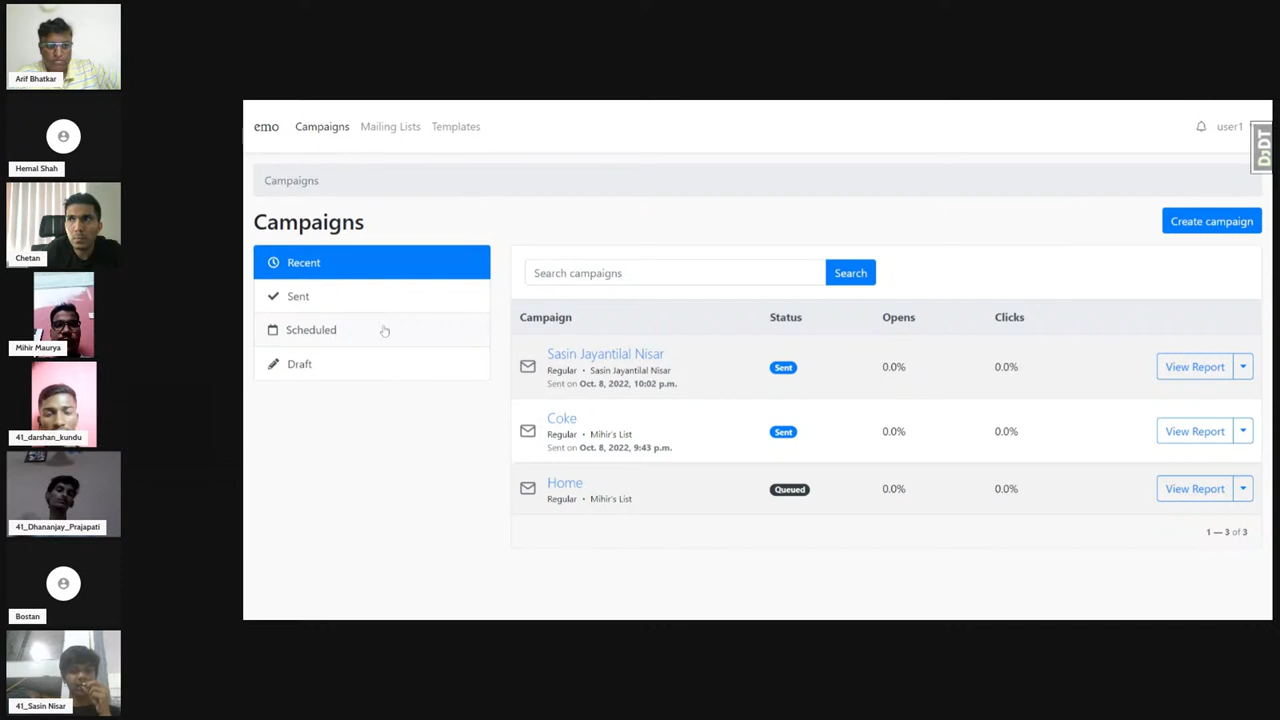 Arif Bhatkar
Hemal Shah
Chetan
Mihir Maurya
41_darshan_kundu
41_Dhananjay_Prajapati
Bostan
41_Sasin Nisar
emo Campaigns Mailing Lists Templates user1
DJDT
Campaigns
Campaigns Create campaign
Recent
Sent
Scheduled
Draft
Search campaigns Search
Campaign Status Opens Clicks
Sasin Jayantilal Nisar
Regular • Sasin Jayantilal Nisar Sent 0.0% 0.0% View Report
Sent on Oct. 8, 2022, 10:02 p.m.
Coke
Regular • Mihir's List Sent 0.0% 0.0% View Report
Sent on Oct. 8, 2022, 9:43 p.m.
Home
Regular • Mihir's List Queued 0.0% 0.0% View Report
1 — 3 of 3